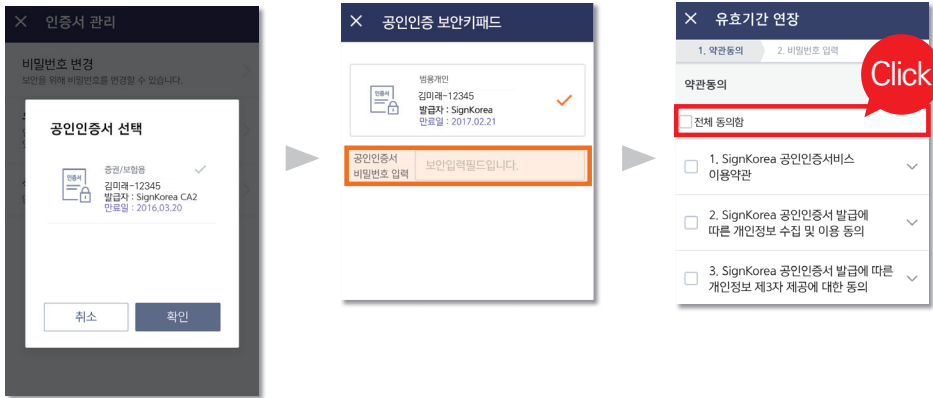 인증서 관리
비밀번호 변경
보안을 위해 비밀번호를 변경할 수 있습니다.
공인인증서 선택
인증서
증권/보험용
김미래-12345
발급자 : SignKorea CA2
만료일 : 2016.03.20
취소
확인
공인인증 보안키패드
인증서
범용개인
김미래-12345
발급자 : SignKorea
만료일 : 2017.02.21
공인인증서
비밀번호 입력
보안입력필드입니다.
유효기간 연장
1. 약관동의
2. 비밀번호 입력
Click
약관동의
전체 동의함
1. SignKorea 공인인증서비스
이용약관
2. SignKorea 공인인증서 발급에
따른 개인정보 수집 및 이용 동의
3. SignKorea 공인인증서 발급에 따른
개인정보 제3자 제공에 대한 동의